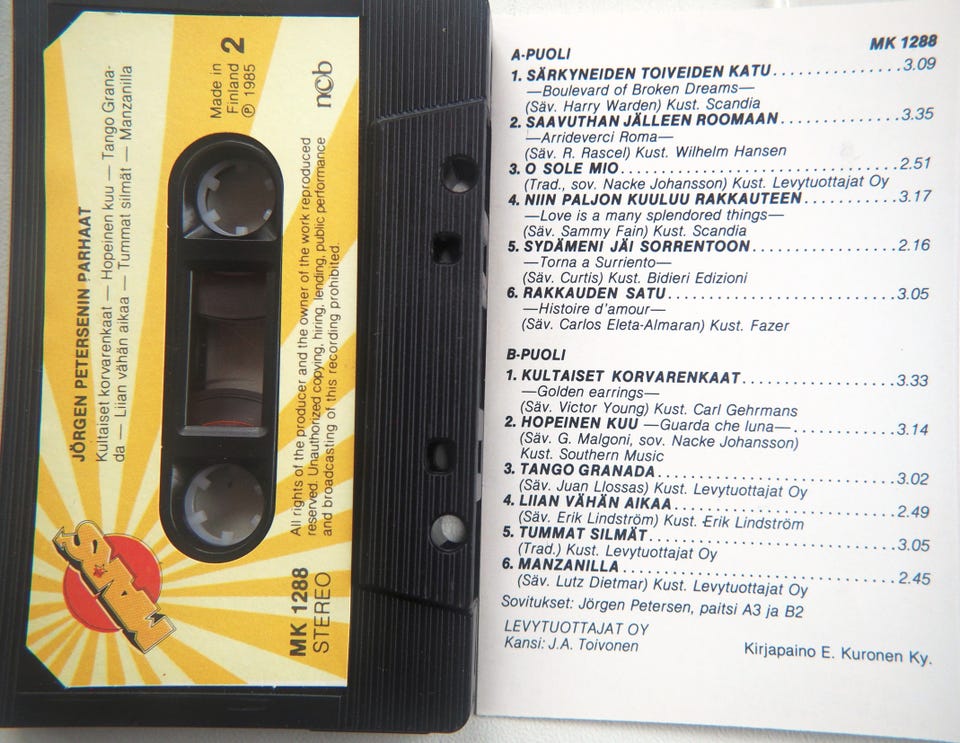 JÖRGEN PETERSENIN PARHAAT
Kultaiset korvarenkaat — Hopeinen kuu — Tango Grana-
da — Liian vähän aikaa — Tummat silmät — Manzanilla
Made in
Finland 2
℗ 1985
ncb
All rights of the producer and the owner of the work reproduced
reserved. Unauthorized copying, hiring, lending, public performance
and broadcasting of this recording prohibited.
MK 1288
STEREO
MK 1288
A-PUOLI
1. SÄRKYNEIDEN TOIVEIDEN KATU...............3.09
—Boulevard of Broken Dreams—
(Säv. Harry Warden) Kust. Scandia
2. SAAVUTHAN JÄLLEEN ROOMAAN..............3.35
—Arrideverci Roma—
(Säv. R. Rascel) Kust. Wilhelm Hansen
3. O SOLE MIO................................2.51
(Trad., sov. Nacke Johansson) Kust. Levytuottajat Oy
4. NIIN PALJON KUULUU RAKKAUTEEN...........3.17
—Love is a many splendored things—
(Säv. Sammy Fain) Kust. Scandia
5. SYDÄMENI JÄI SORRENTOON.................2.16
—Torna a Surriento—
(Säv. Curtis) Kust. Bidieri Edizioni
6. RAKKAUDEN SATU...........................3.05
—Histoire d'amour—
(Säv. Carlos Eleta-Almaran) Kust. Fazer
B-PUOLI
1. KULTAISET KORVARENKAAT..................3.33
—Golden earrings—
(Säv. Victor Young) Kust. Carl Gehrmans
2. HOPEINEN KUU —Guarda che luna—............3.14
(Säv. G. Malgoni, sov. Nacke Johansson)
Kust. Southern Music
3. TANGO GRANADA............................3.02
(Säv. Juan Llossas) Kust. Levytuottajat Oy
4. LIIAN VÄHÄN AIKAA.........................2.49
(Säv. Erik Lindström) Kust. Erik Lindström
5. TUMMAT SILMÄT............................3.05
(Trad.) Kust. Levytuottajat Oy
6. MANZANILLA...............................2.45
(Säv. Lutz Dietmar) Kust. Levytuottajat Oy
Sovitukset: Jörgen Petersen, paitsi A3 ja B2
LEVYTUOTTAJAT OY
Kansi: J.A. Toivonen
Kirjapaino E. Kuronen Ky.